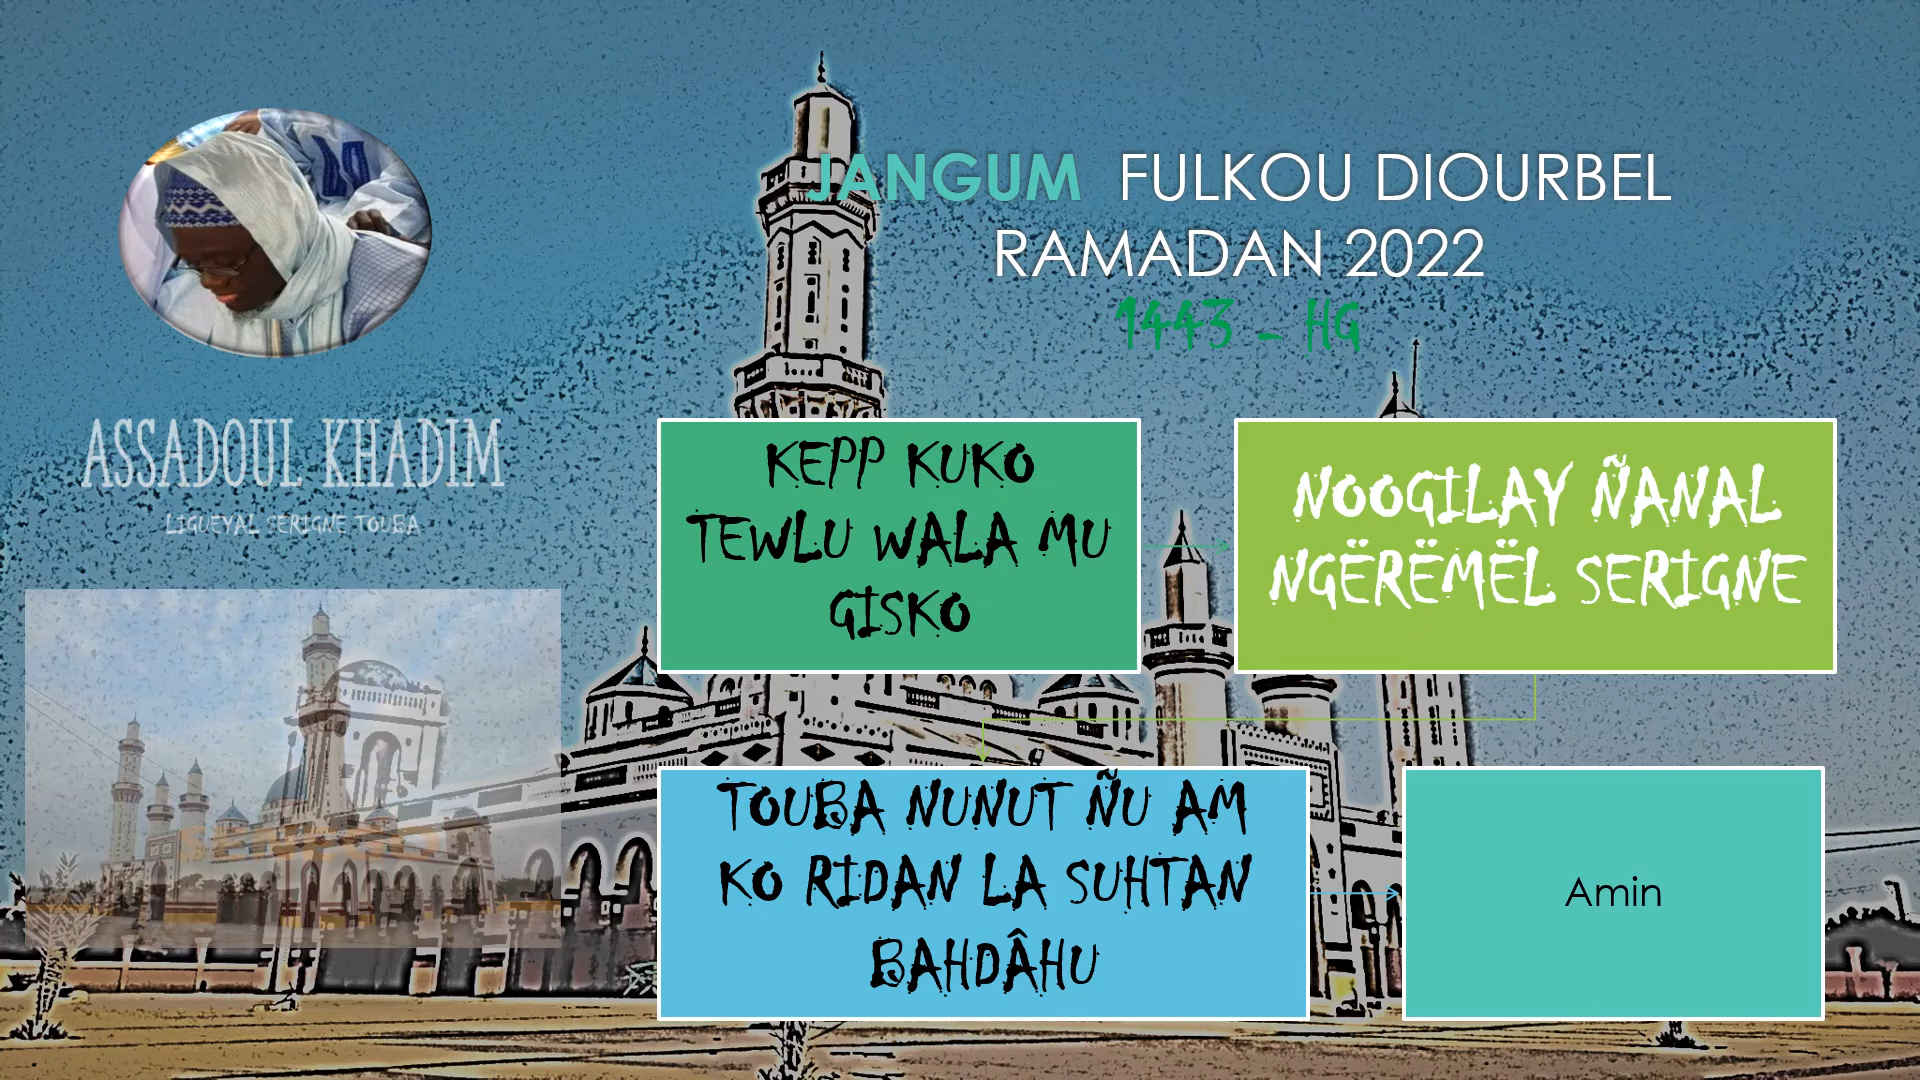 JANGUM FULKOU DIOURBEL
RAMADAN 2022
1443 - HG
ASSADOUL KHADIM
LIGUEYAL SERIGNE TOUBA
KEPP KUKO
TEWLU WALA MU
GISKO
NOOGILAY ÑANAL
NGËRËMËL SERIGNE
TOUBA NUNUT ÑU AM
KO RIDAN LA SUHTAN
BAHDÂHU
Amin